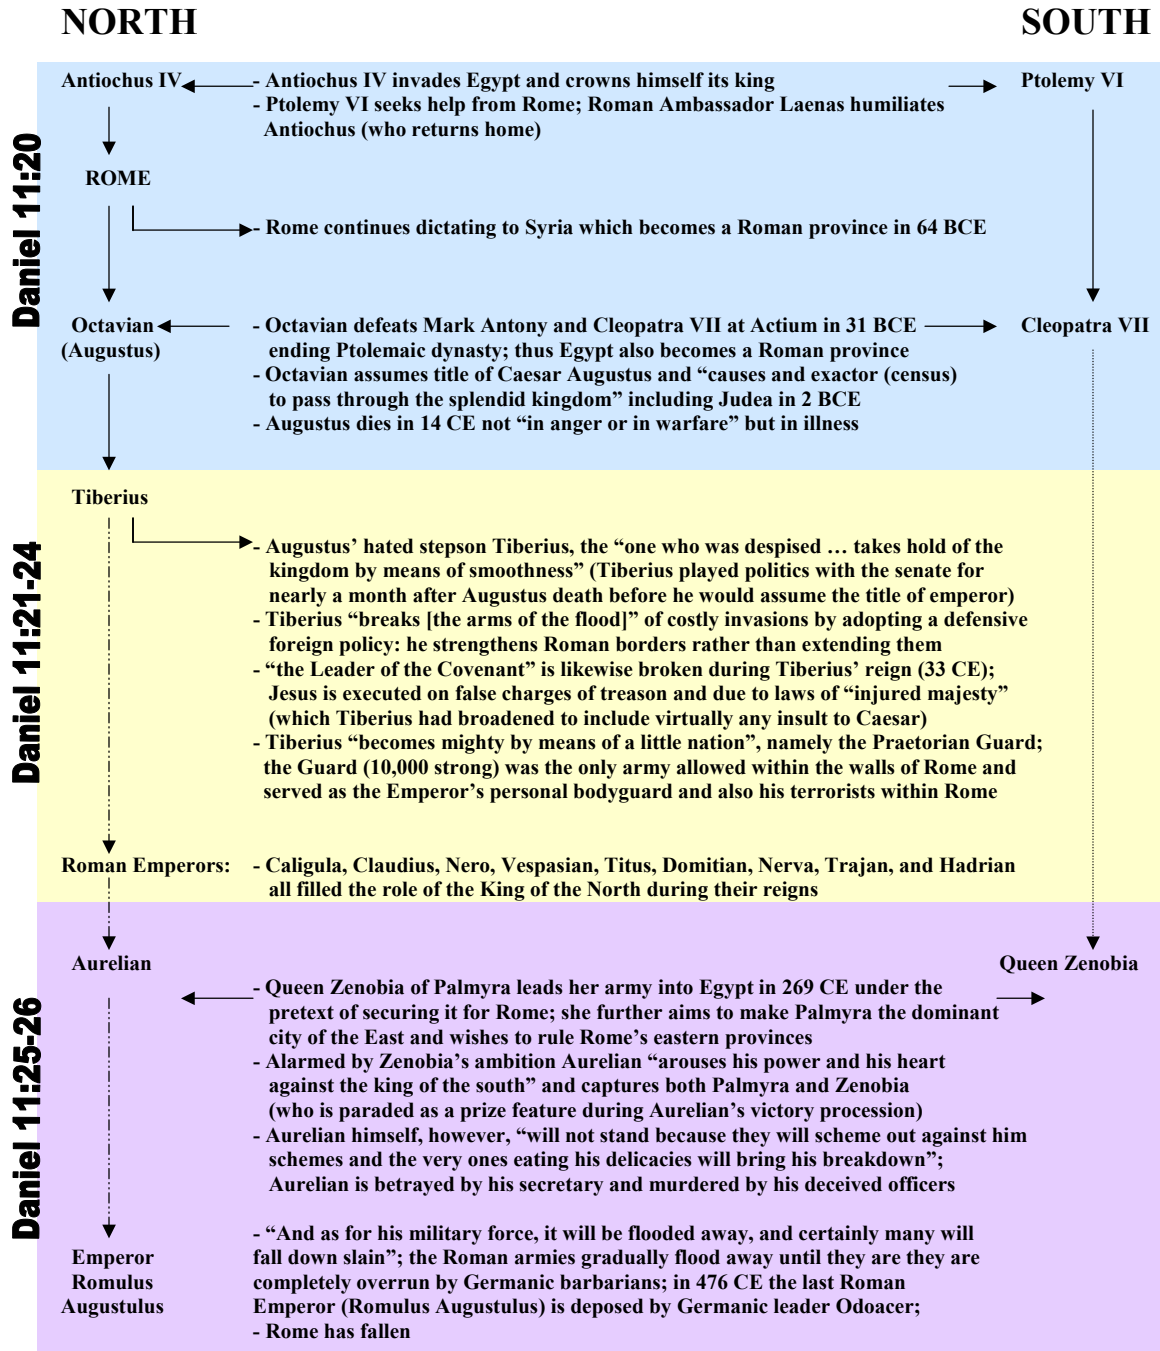 NORTH SOUTH
Daniel 11:20
Antiochus IV - Antiochus IV invades Egypt and crowns himself its king Ptolemy VI
- Ptolemy VI seeks help from Rome; Roman Ambassador Laenas humiliates
Antiochus (who returns home)
ROME
- Rome continues dictating to Syria which becomes a Roman province in 64 BCE
Octavian - Octavian defeats Mark Antony and Cleopatra VII at Actium in 31 BCE Cleopatra VII
(Augustus) ending Ptolemaic dynasty; thus Egypt also becomes a Roman province
- Octavian assumes title of Caesar Augustus and “causes and exactor (census)
to pass through the splendid kingdom” including Judea in 2 BCE
- Augustus dies in 14 CE not “in anger or in warfare” but in illness
Daniel 11:21-24
Tiberius
- Augustus’ hated stepson Tiberius, the “one who was despised … takes hold of the
kingdom by means of smoothness” (Tiberius played politics with the senate for
nearly a month after Augustus death before he would assume the title of emperor)
- Tiberius “breaks [the arms of the flood]” of costly invasions by adopting a defensive
foreign policy: he strengthens Roman borders rather than extending them
- “the Leader of the Covenant” is likewise broken during Tiberius’ reign (33 CE);
Jesus is executed on false charges of treason and due to laws of “injured majesty”
(which Tiberius had broadened to include virtually any insult to Caesar)
- Tiberius “becomes mighty by means of a little nation”, namely the Praetorian Guard;
the Guard (10,000 strong) was the only army allowed within the walls of Rome and
served as the Emperor’s personal bodyguard and also his terrorists within Rome
Roman Emperors: - Caligula, Claudius, Nero, Vespasian, Titus, Domitian, Nerva, Trajan, and Hadrian
all filled the role of the King of the North during their reigns
Daniel 11:25-26
Aurelian Queen Zenobia
- Queen Zenobia of Palmyra leads her army into Egypt in 269 CE under the
pretext of securing it for Rome; she further aims to make Palmyra the dominant
city of the East and wishes to rule Rome’s eastern provinces
- Alarmed by Zenobia’s ambition Aurelian “arouses his power and his heart
against the king of the south” and captures both Palmyra and Zenobia
(who is paraded as a prize feature during Aurelian’s victory procession)
- Aurelian himself, however, “will not stand because they will scheme out against him
schemes and the very ones eating his delicacies will bring his breakdown”;
Aurelian is betrayed by his secretary and murdered by his deceived officers
- “And as for his military force, it will be flooded away, and certainly many will
Emperor fall down slain”; the Roman armies gradually flood away until they are they are
Romulus completely overrun by Germanic barbarians; in 476 CE the last Roman
Augustulus Emperor (Romulus Augustulus) is deposed by Germanic leader Odoacer;
- Rome has fallen